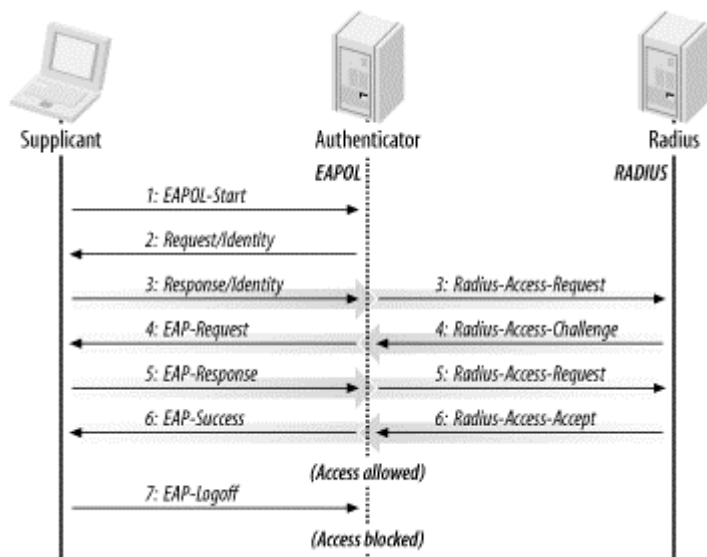 Supplicant Authenticator Radius
EAPOL RADIUS
1: EAPOL-Start
2: Request/Identity
3: Response/Identity 3: Radius-Access-Request
4: EAP-Request 4: Radius-Access-Challenge
5: EAP-Response 5: Radius-Access-Request
6: EAP-Success 6: Radius-Access-Accept
(Access allowed)
7: EAP-Logoff
(Access blocked)